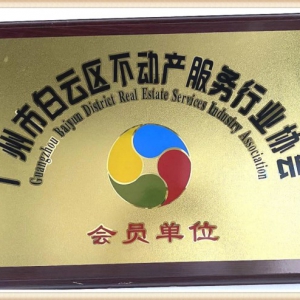 广州市白云区不动产服务行业协会
Guangzhou Baiyun District Real Estate Services Industry Association
会员单位